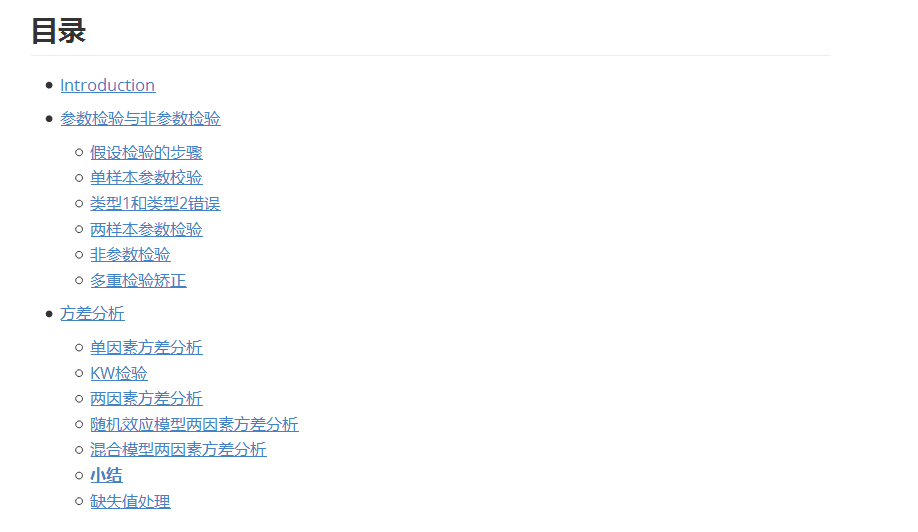 目录
Introduction
参数检验与非参数检验
假设检验的步骤
单样本参数校验
类型1和类型2错误
两样本参数检验
非参数检验
多重检验矫正
方差分析
单因素方差分析
KW检验
两因素方差分析
随机效应模型两因素方差分析
混合模型两因素方差分析
小结
缺失值处理